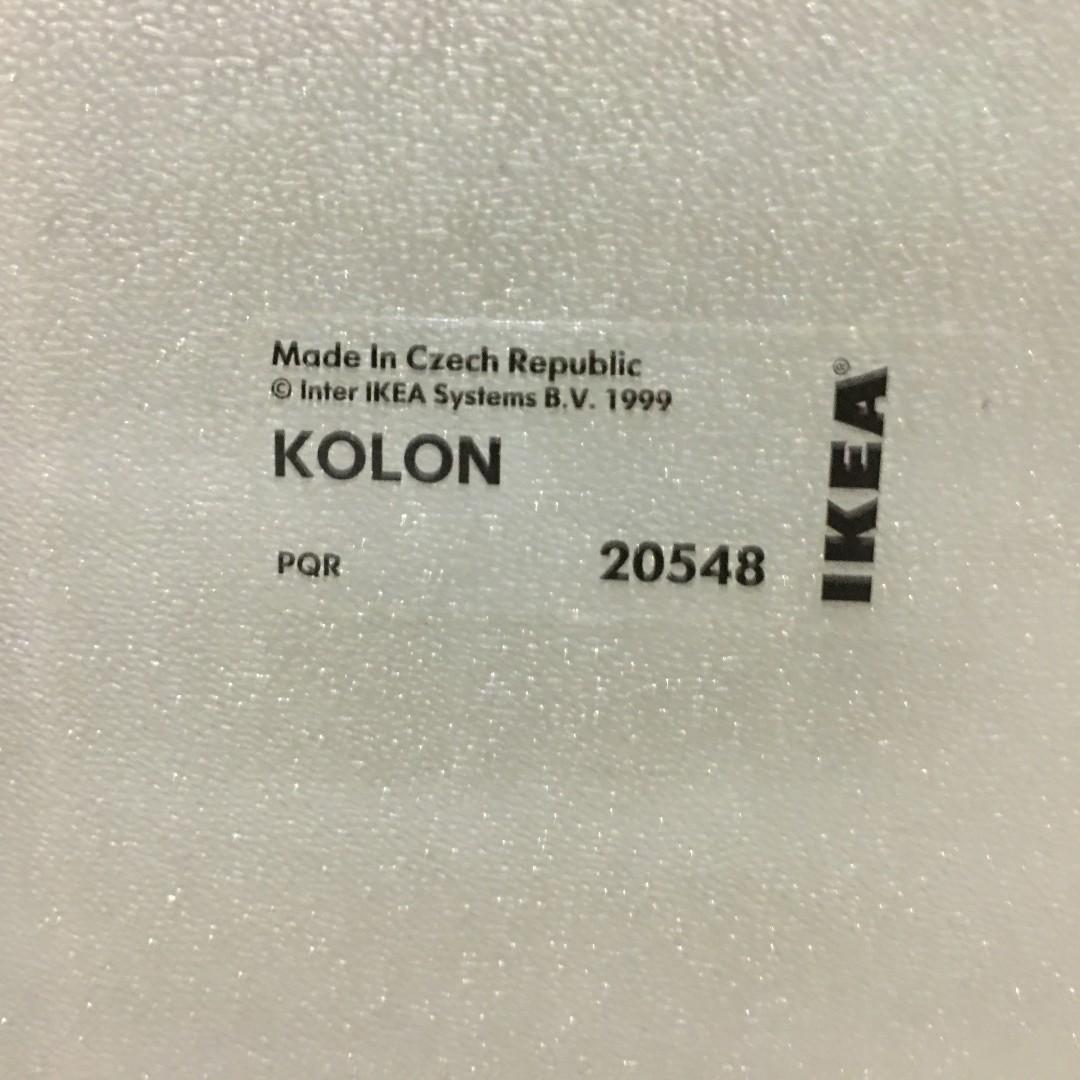 Made In Czech Republic
© Inter IKEA Systems B.V. 1999
KOLON
PQR 20548
IKEA®